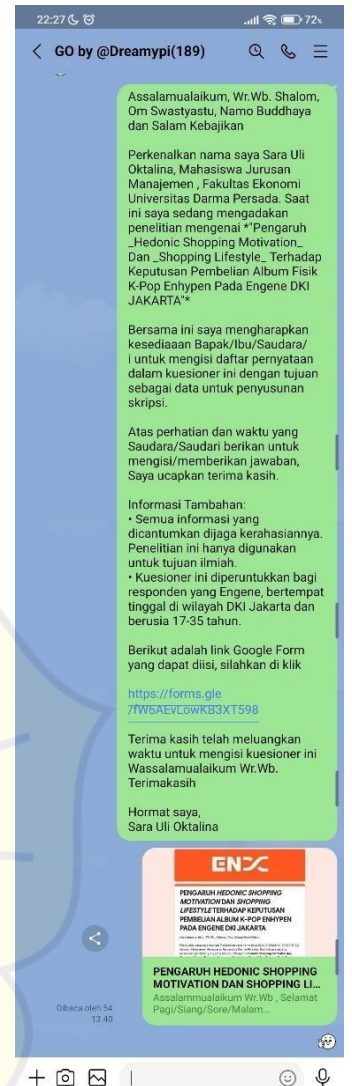 22:27
72%
GO by @Dreamypi(189)
Assalamualaikum, Wr.Wb. Shalom,
Om Swastyastu, Namo Buddhaya
dan Salam Kebajikan
Perkenalkan nama saya Sara Uli
Oktalina, Mahasiswa Jurusan
Manajemen , Fakultas Ekonomi
Universitas Darma Persada. Saat
ini saya sedang mengadakan
penelitian mengenai *"Pengaruh
_Hedonic Shopping Motivation_
Dan _Shopping Lifestyle_ Terhadap
Keputusan Pembelian Album Fisik
K-Pop Enhypen Pada Engene DKI
JAKARTA"*
Bersama ini saya mengharapkan
kesediaaan Bapak/Ibu/Saudara/
i untuk mengisi daftar pernyataan
dalam kuesioner ini dengan tujuan
sebagai data untuk penyusunan
skripsi.
Atas perhatian dan waktu yang
Saudara/Saudari berikan untuk
mengisi/memberikan jawaban,
Saya ucapkan terima kasih.
Informasi Tambahan:
• Semua informasi yang
dicantumkan dijaga kerahasiannya.
Penelitian ini hanya digunakan
untuk tujuan ilmiah.
• Kuesioner ini diperuntukkan bagi
responden yang Engene, bertempat
tinggal di wilayah DKI Jakarta dan
berusia 17-35 tahun.
Berikut adalah link Google Form
yang dapat diisi, silahkan di klik
https://forms.gle
/7fW6AEvLowKB3XT598
Terima kasih telah meluangkan
waktu untuk mengisi kuesioner ini
Wassalamualaikum Wr.Wb.
Terimakasih
Hormat saya,
Sara Uli Oktalina
PENGARUH HEDONIC SHOPPING
MOTIVATION DAN SHOPPING
LIFESTYLE TERHADAP KEPUTUSAN
PEMBELIAN ALBUM K-POP ENHYPEN
PADA ENGENE DKI JAKARTA
PENGARUH HEDONIC SHOPPING
MOTIVATION DAN SHOPPING LI...
Assalammualaikum Wr.Wb , Selamat
Pagi/Siang/Sore/Malam...
Dibaca oleh 54
13.40